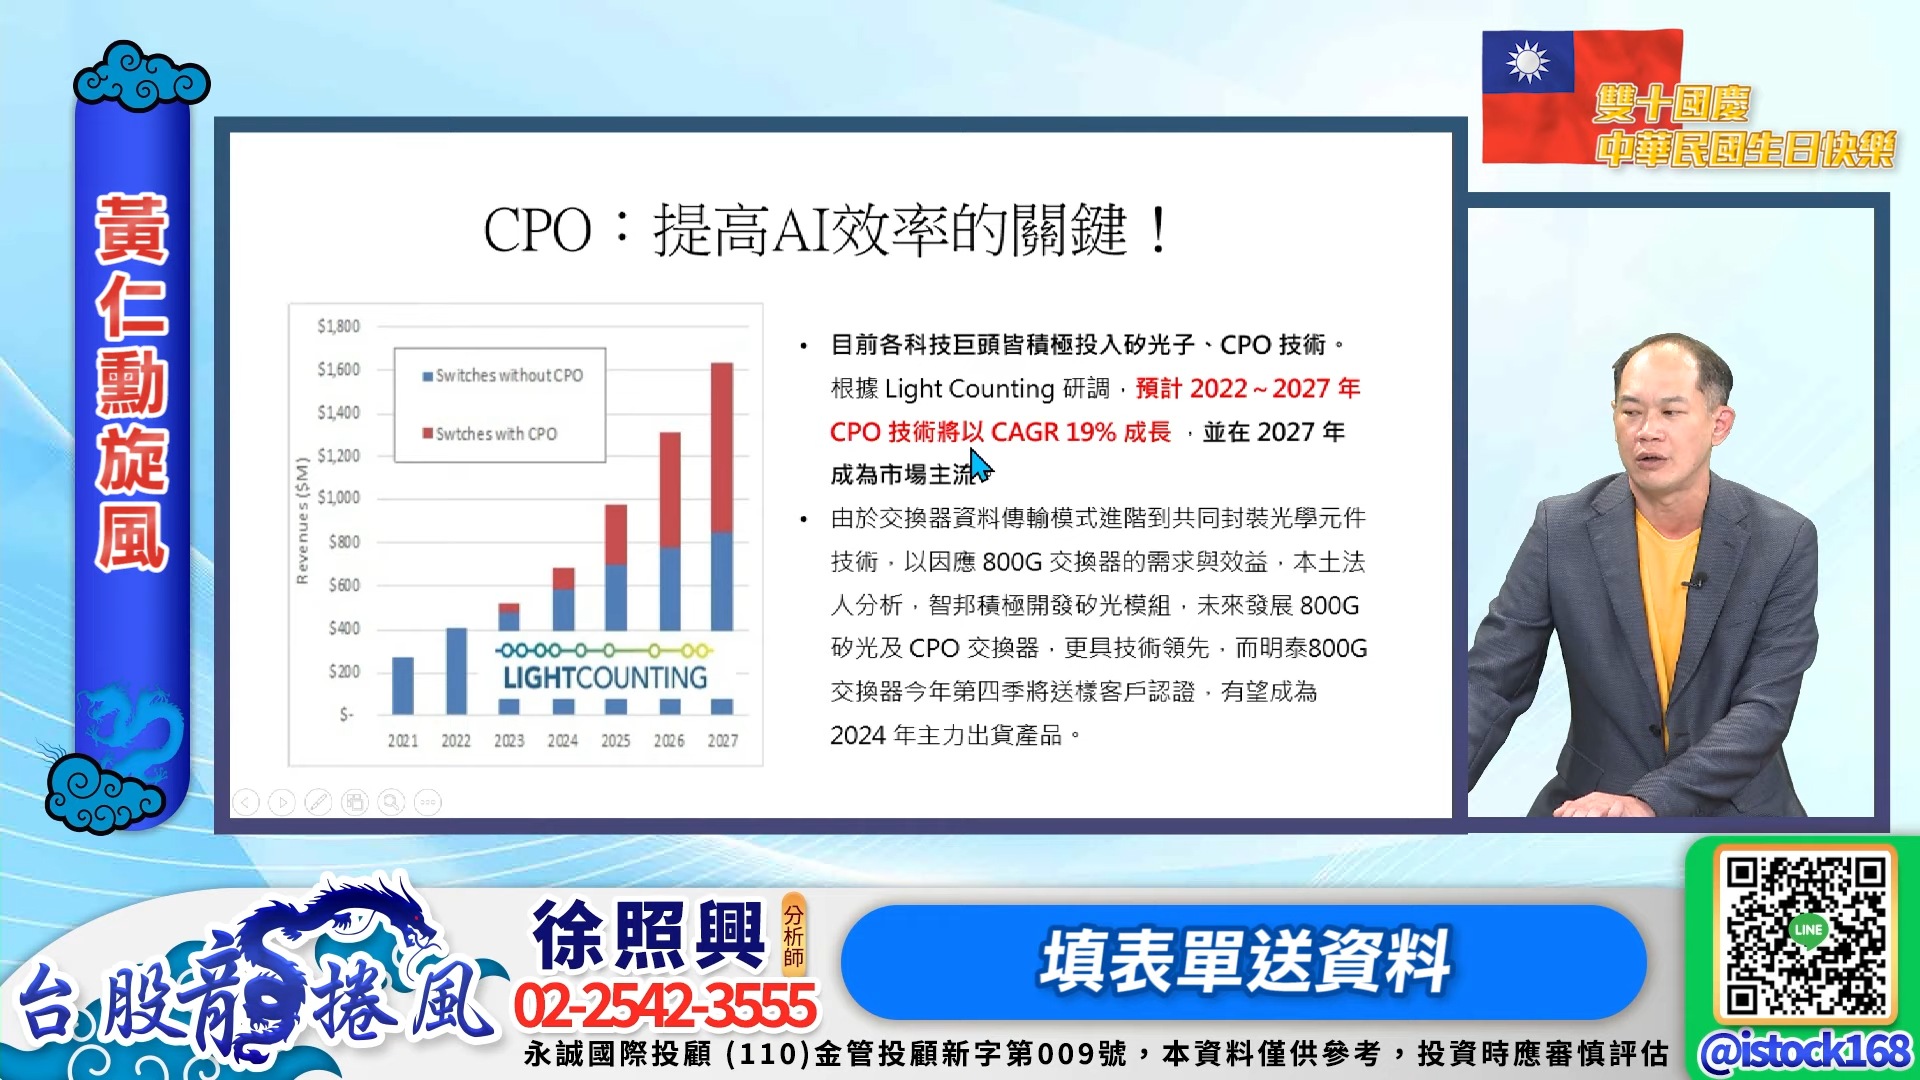 雙十國慶
中華民國生日快樂
黃仁勳旋風
CPO：提高AI效率的關鍵！
$1,800
$1,600
$1,400
$1,200
$1,000
$800
$600
$400
$200
$-
Revenues ($M)
Switches without CPO
Swtches with CPO
LIGHTCOUNTING
2021 2022 2023 2024 2025 2026 2027
• 目前各科技巨頭皆積極投入矽光子、CPO 技術。
根據 Light Counting 研調，預計 2022～2027 年
CPO 技術將以 CAGR 19% 成長，並在 2027 年
成為市場主流
• 由於交換器資料傳輸模式進階到共同封裝光學元件
技術，以因應 800G 交換器的需求與效益，本土法
人分析，智邦積極開發矽光模組，未來發展 800G
矽光及 CPO 交換器，更具技術領先，而明泰800G
交換器今年第四季將送樣客戶認證，有望成為
2024 年主力出貨產品。
台股龍捲風
徐照興
分析師
02-2542-3555
填表單送資料
LINE
@istock168
永誠國際投顧 (110)金管投顧新字第009號，本資料僅供參考，投資時應審慎評估